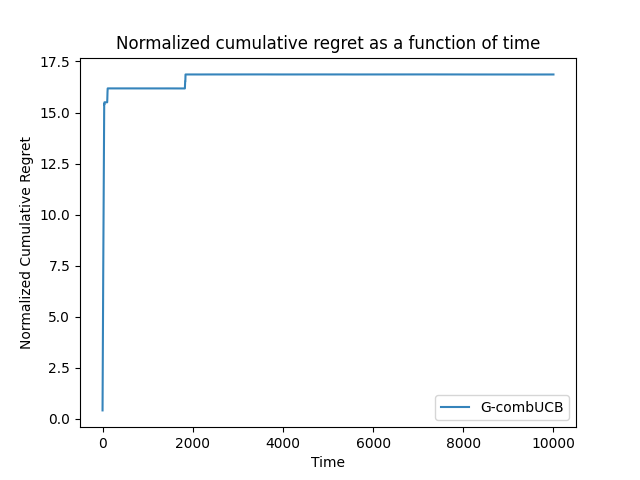 Normalized cumulative regret as a function of time
Normalized Cumulative Regret
17.5
15.0
12.5
10.0
7.5
5.0
2.5
0.0
G-combUCB
0 2000 4000 6000 8000 10000
Time